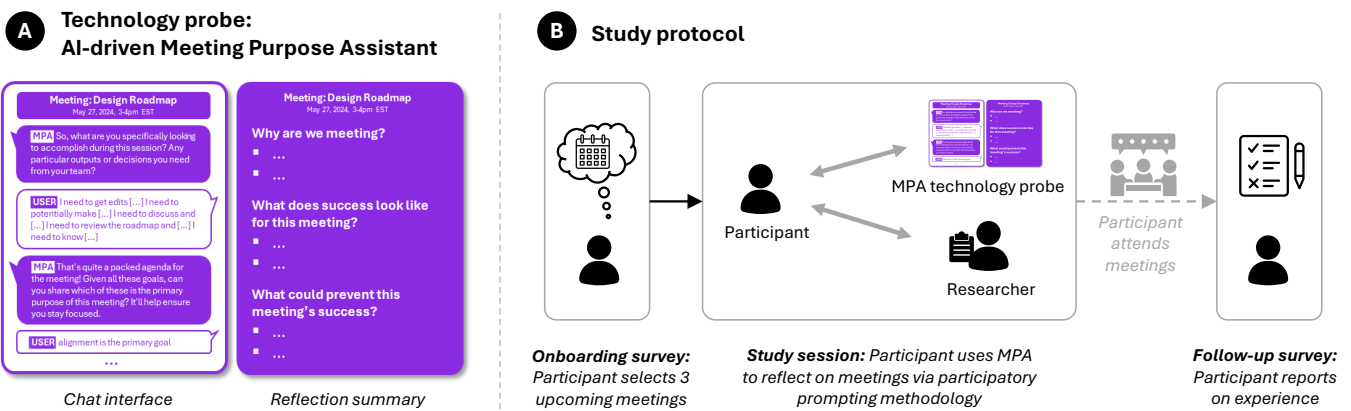 A
Technology probe:
AI-driven Meeting Purpose Assistant
Meeting: Design Roadmap
May 27, 2024, 3-4pm EST
MPA So, what are you specifically looking
to accomplish during this session? Any
particular outputs or decisions you need
from your team?
USER I need to get edits [...] I need to
potentially make [...] I need to discuss and
[...] I need to review the roadmap and [...] I
need to know [...]
MPA That's quite a packed agenda for
the meeting! Given all these goals, can
you share which of these is the primary
purpose of this meeting? It'll help ensure
you stay focused.
USER alignment is the primary goal
...
Chat interface
Meeting: Design Roadmap
May 27, 2024, 3-4pm EST
Why are we meeting?
▪ ...
▪ ...
What does success look like
for this meeting?
▪ ...
▪ ...
What could prevent this
meeting's success?
▪ ...
▪ ...
Reflection summary
B
Study protocol
Onboarding survey:
Participant selects 3
upcoming meetings
Participant
MPA technology probe
Researcher
Study session: Participant uses MPA
to reflect on meetings via participatory
prompting methodology
Participant
attends
meetings
Follow-up survey:
Participant reports
on experience